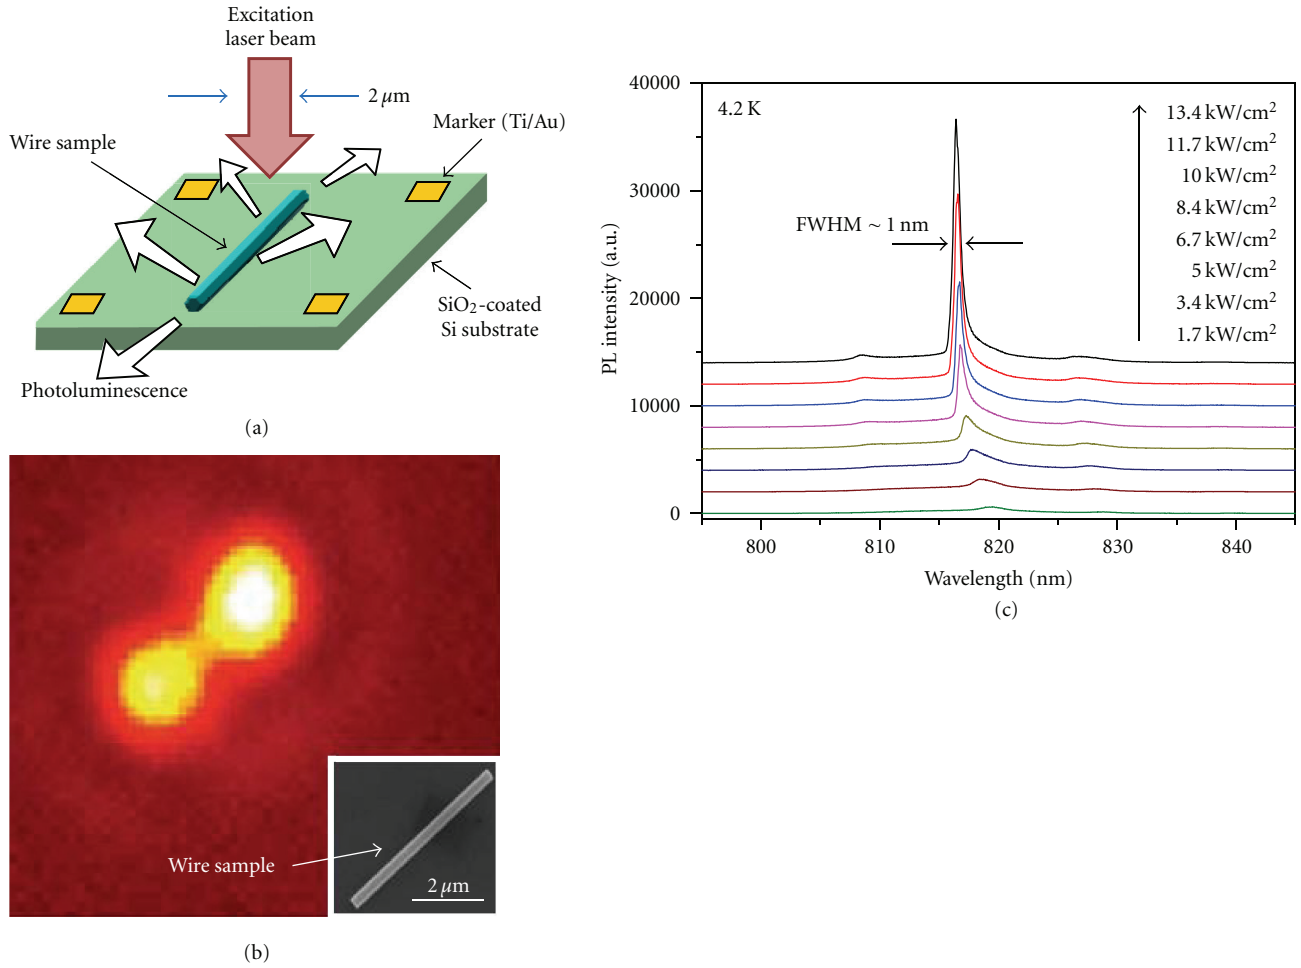 Excitation
laser beam
2 μm
Marker (Ti/Au)
Wire sample
SiO2-coated
Si substrate
Photoluminescence
(a)
Wire sample
2 μm
(b)
40000
30000
20000
10000
0
PL intensity (a.u.)
4.2 K
FWHM ∼ 1 nm
13.4 kW/cm²
11.7 kW/cm²
10 kW/cm²
8.4 kW/cm²
6.7 kW/cm²
5 kW/cm²
3.4 kW/cm²
1.7 kW/cm²
800 810 820 830 840
Wavelength (nm)
(c)